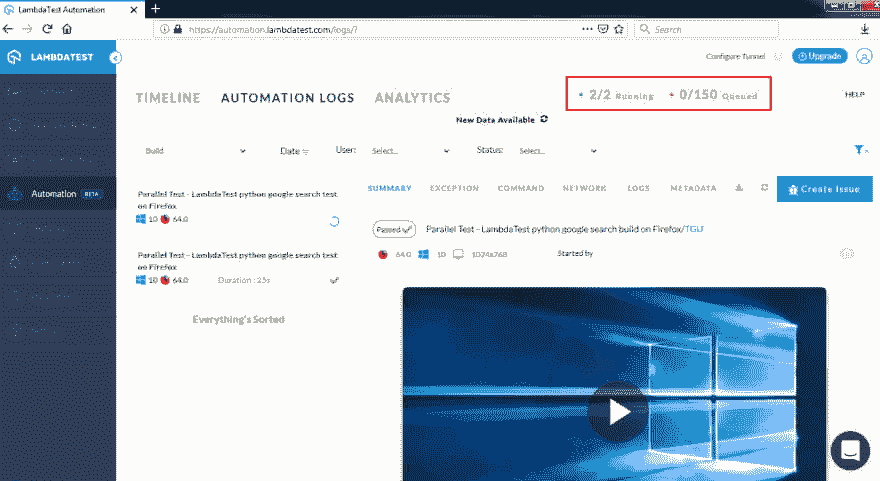 LambdaTest Automation
https://automation.lambdatest.com/logs/?
Search
LAMBDATEST
Configure Tunnel
Upgrade
TIMELINE AUTOMATION LOGS ANALYTICS
2/2 Running 0/150 Queued
HELP
New Data Available
Build Date User: Select... Status: Select...
Automation BETA
SUMMARY EXCEPTION COMMAND NETWORK LOGS METADATA
Create Issue
Parallel Test - LambdaTest python google search test
on Firefox
10 64.0
Passed Parallel Test - LambdaTest python google search build on Firefox/
64.0 10 1024x768 Started by
Parallel Test - LambdaTest python google search test
on Firefox
10 64.0 Duration : 25s
Everything's Sorted